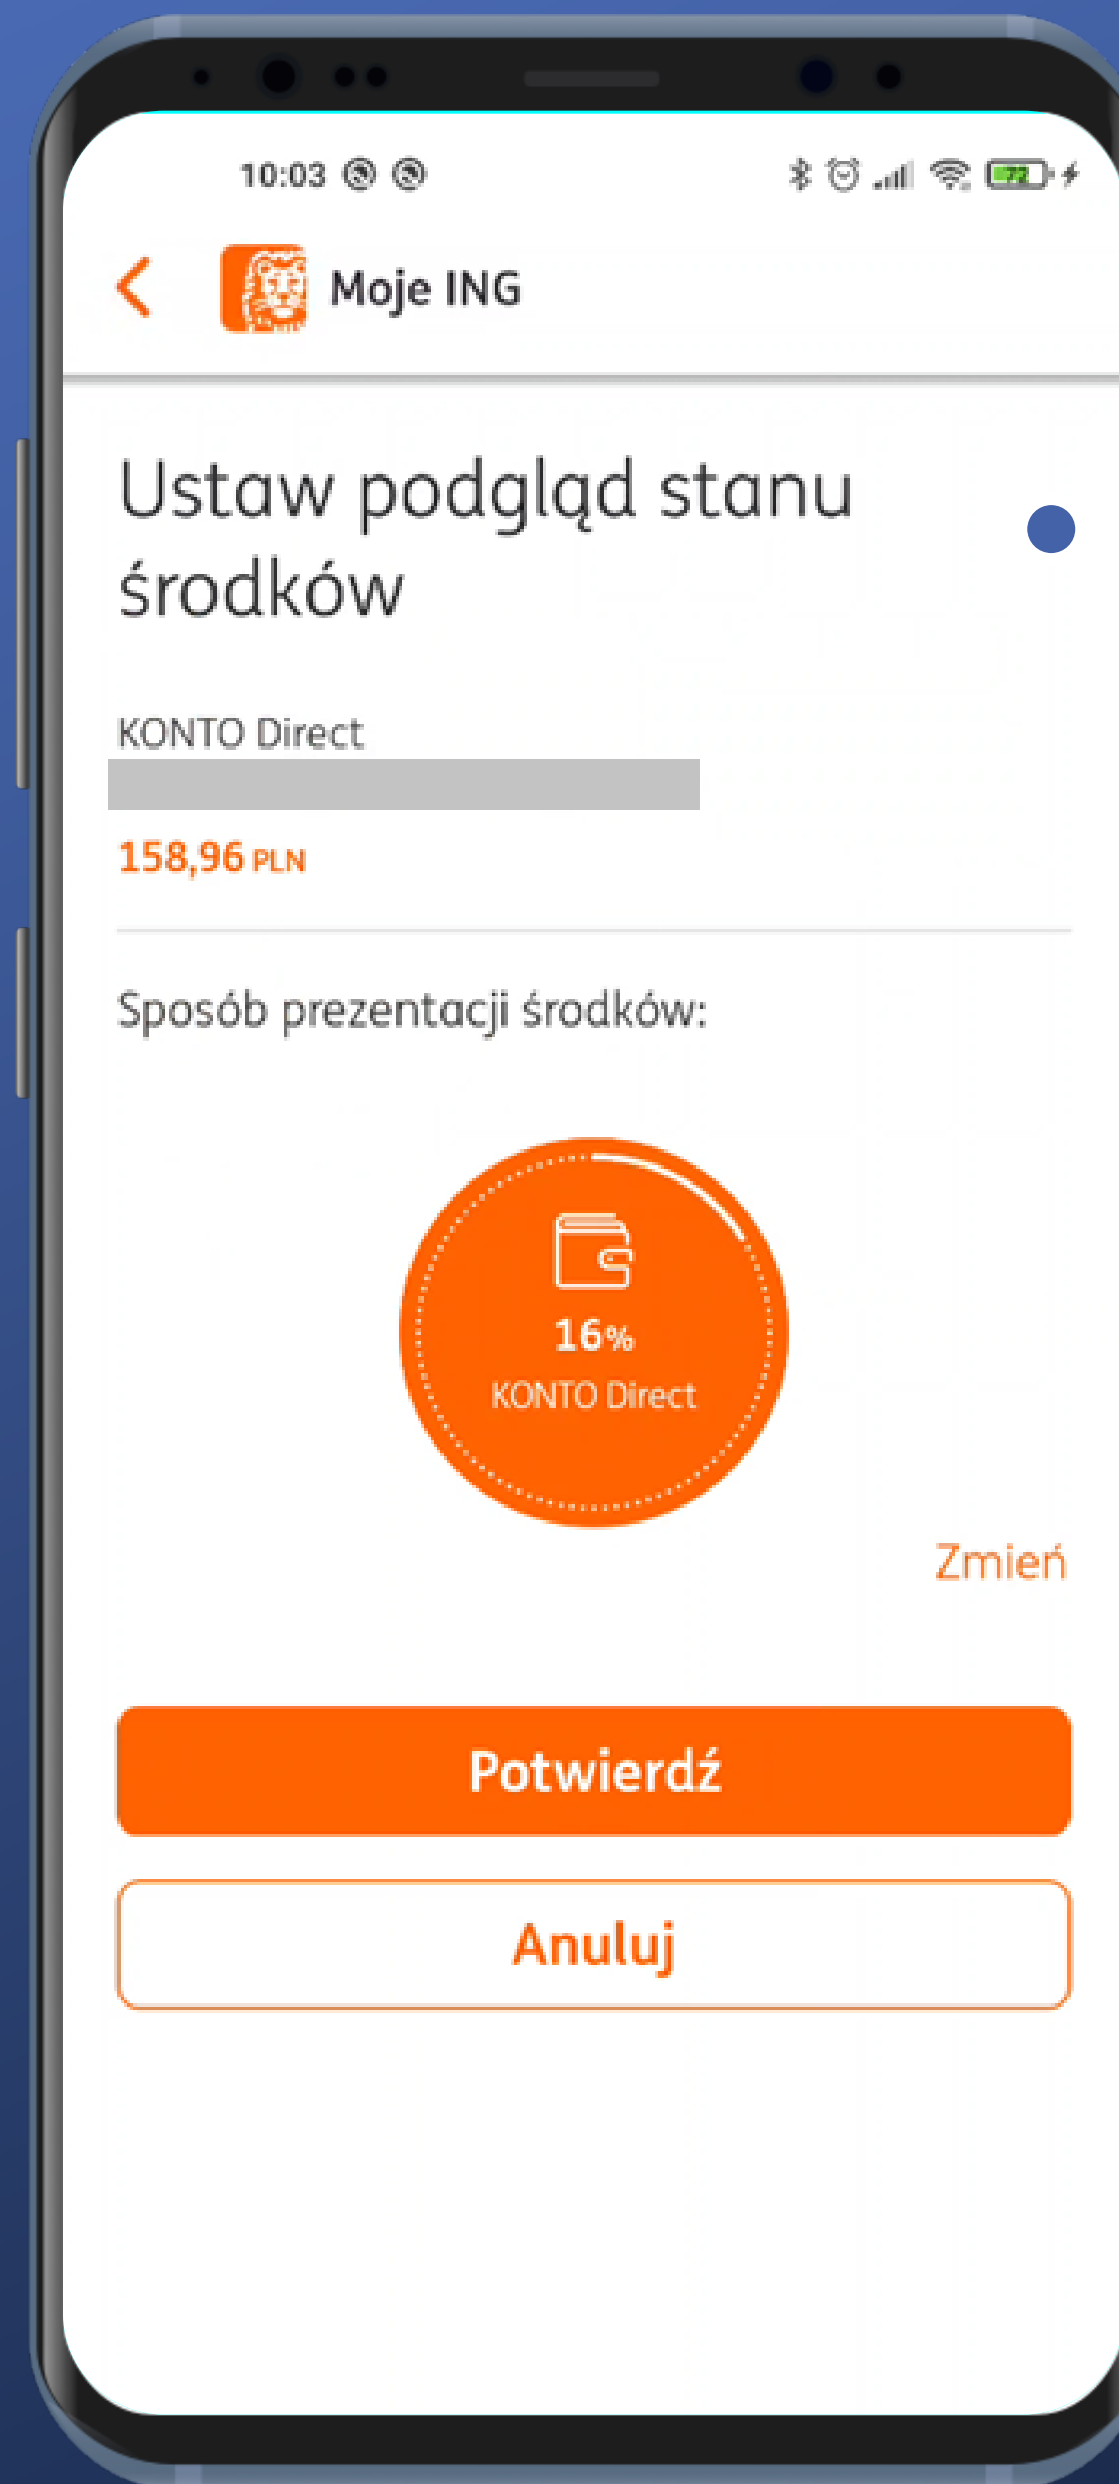 10:03
72
Moje ING
Ustaw podgląd stanu
środków
KONTO Direct
158,96 PLN
Sposób prezentacji środków:
16%
KONTO Direct
Zmień
Potwierdź
Anuluj